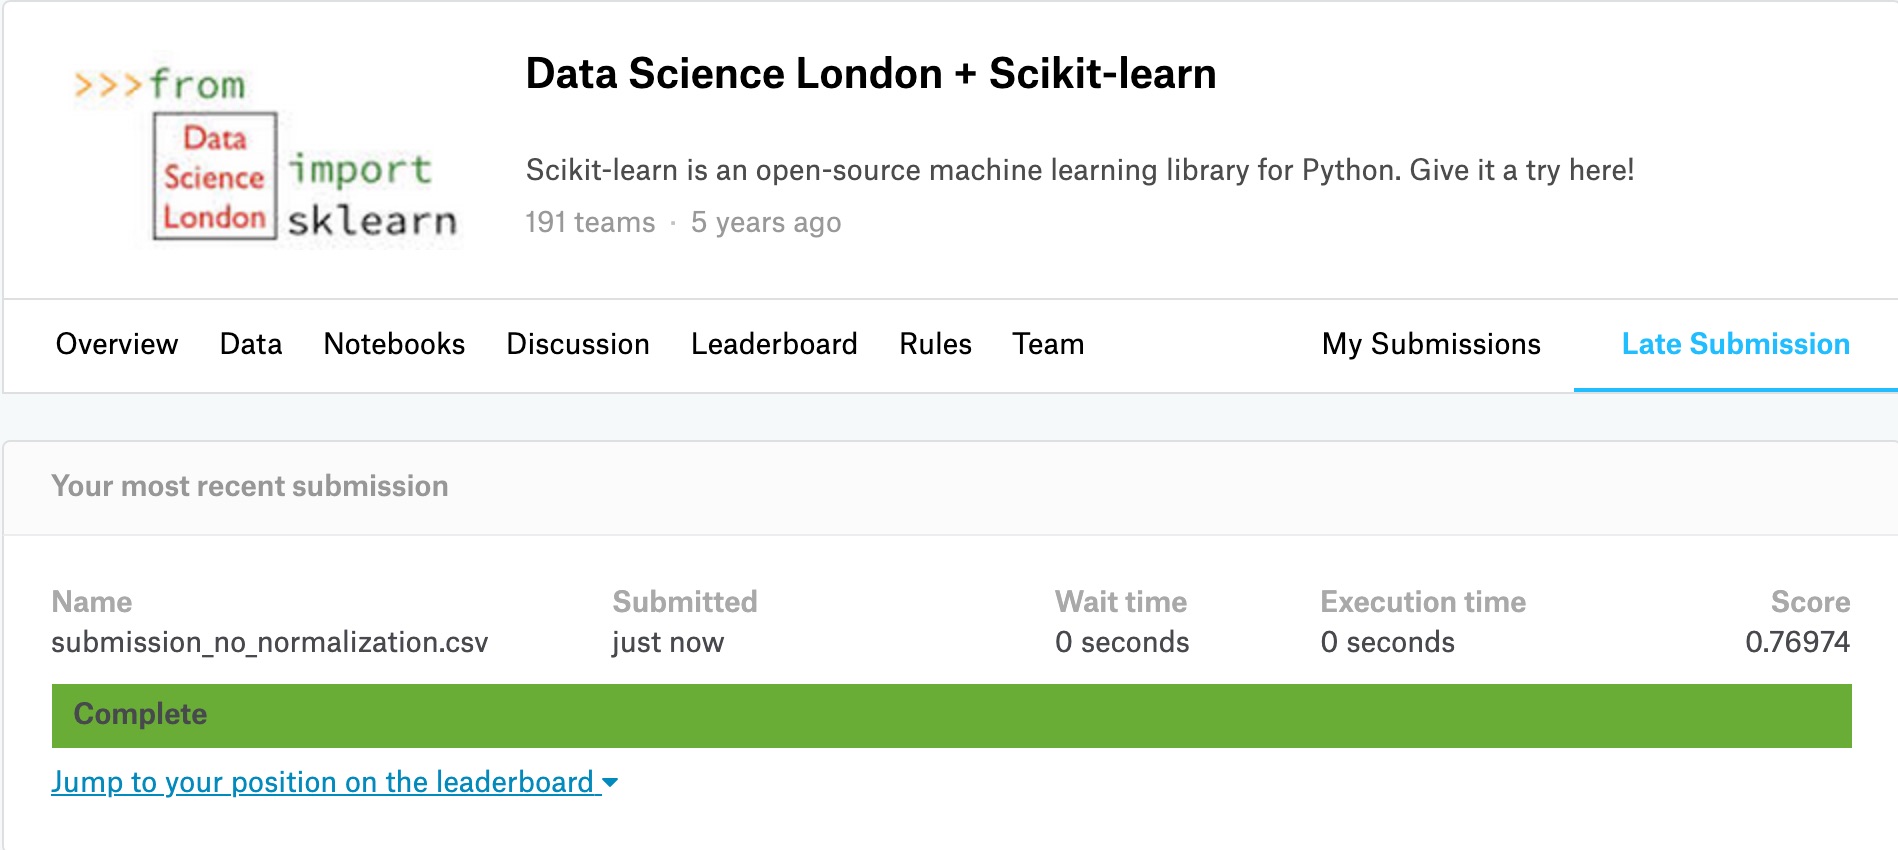 >>>from
Data
Science
London
import
sklearn
Data Science London + Scikit-learn
Scikit-learn is an open-source machine learning library for Python. Give it a try here!
191 teams · 5 years ago
Overview Data Notebooks Discussion Leaderboard Rules Team My Submissions Late Submission
Your most recent submission
Name Submitted Wait time Execution time Score
submission_no_normalization.csv just now 0 seconds 0 seconds 0.76974
Complete
Jump to your position on the leaderboard